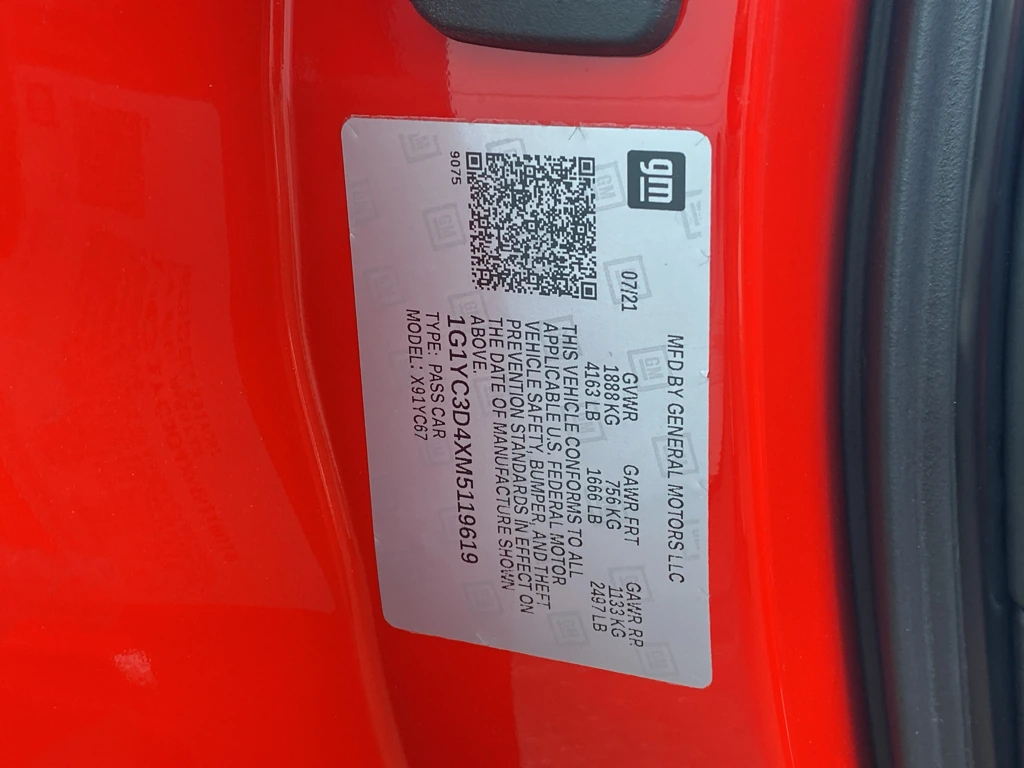 gm
MFD BY GENERAL MOTORS LLC
07/21 GVWR GAWR FRT GAWR RR
1888 KG 756 KG 1133 KG
4163 LB 1666 LB 2497 LB
THIS VEHICLE CONFORMS TO ALL
APPLICABLE U.S. FEDERAL MOTOR
VEHICLE SAFETY, BUMPER, AND THEFT
PREVENTION STANDARDS IN EFFECT ON
THE DATE OF MANUFACTURE SHOWN
ABOVE.
1G1YC3D4XM5119619
TYPE: PASS CAR
MODEL: X91YC67
9075